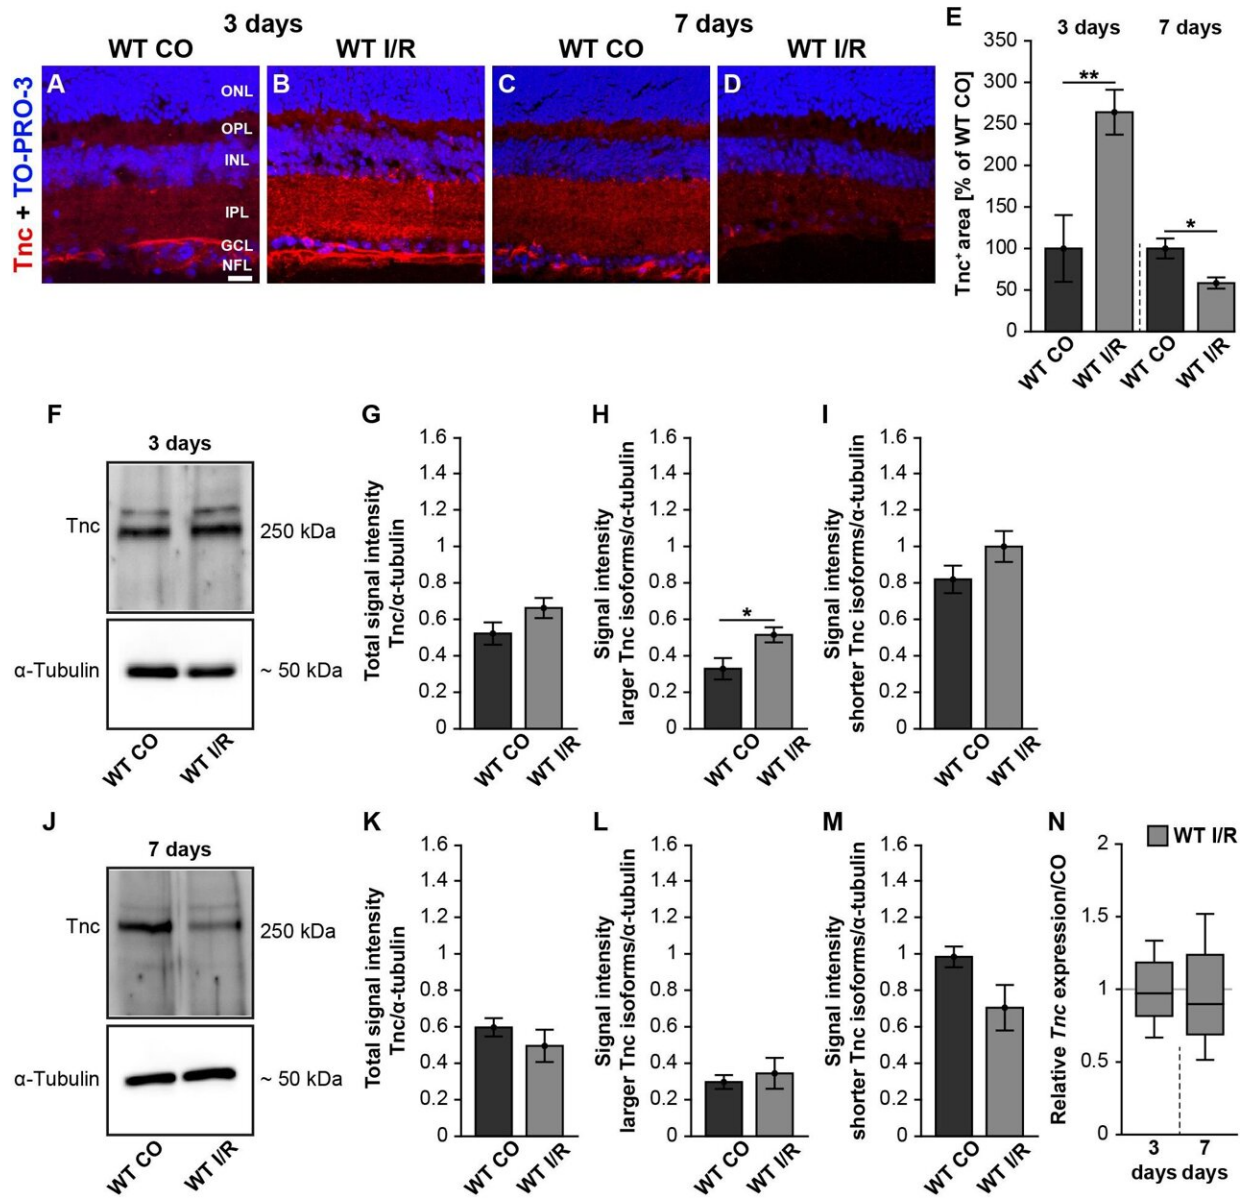 3 days
7 days
WT CO
WT I/R
WT CO
WT I/R
Tnc + TO-PRO-3
A
ONL
OPL
INL
IPL
GCL
NFL
B
C
D
E
3 days
7 days
Tnc⁺ area [% of WT CO]
350
300
250
200
150
100
50
0
**
*
WT CO
WT I/R
WT CO
WT I/R
F
3 days
Tnc
250 kDa
α-Tubulin
~ 50 kDa
WT CO
WT I/R
G
Total signal intensity
Tnc/α-tubulin
1.6
1.4
1.2
1
0.8
0.6
0.4
0.2
0
WT CO
WT I/R
H
Signal intensity
larger Tnc isoforms/α-tubulin
1.6
1.4
1.2
1
0.8
0.6
0.4
0.2
0
*
WT CO
WT I/R
I
Signal intensity
shorter Tnc isoforms/α-tubulin
1.6
1.4
1.2
1
0.8
0.6
0.4
0.2
0
WT CO
WT I/R
J
7 days
Tnc
250 kDa
α-Tubulin
~ 50 kDa
WT CO
WT I/R
K
Total signal intensity
Tnc/α-tubulin
1.6
1.4
1.2
1
0.8
0.6
0.4
0.2
0
WT CO
WT I/R
L
Signal intensity
larger Tnc isoforms/α-tubulin
1.6
1.4
1.2
1
0.8
0.6
0.4
0.2
0
WT CO
WT I/R
M
Signal intensity
shorter Tnc isoforms/α-tubulin
1.6
1.4
1.2
1
0.8
0.6
0.4
0.2
0
WT CO
WT I/R
N
WT I/R
Relative Tnc expression/CO
2
1.5
1
0.5
0
3
days
7
days